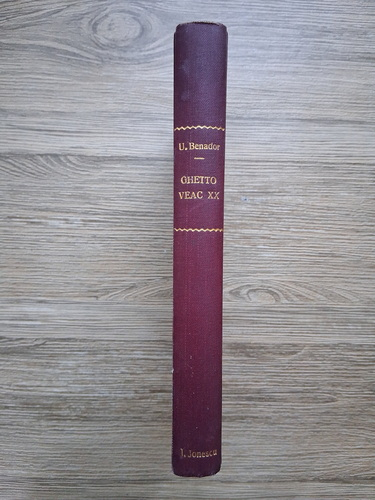 U. Benador
GHETTO
VEAC XX
J. Jonescu